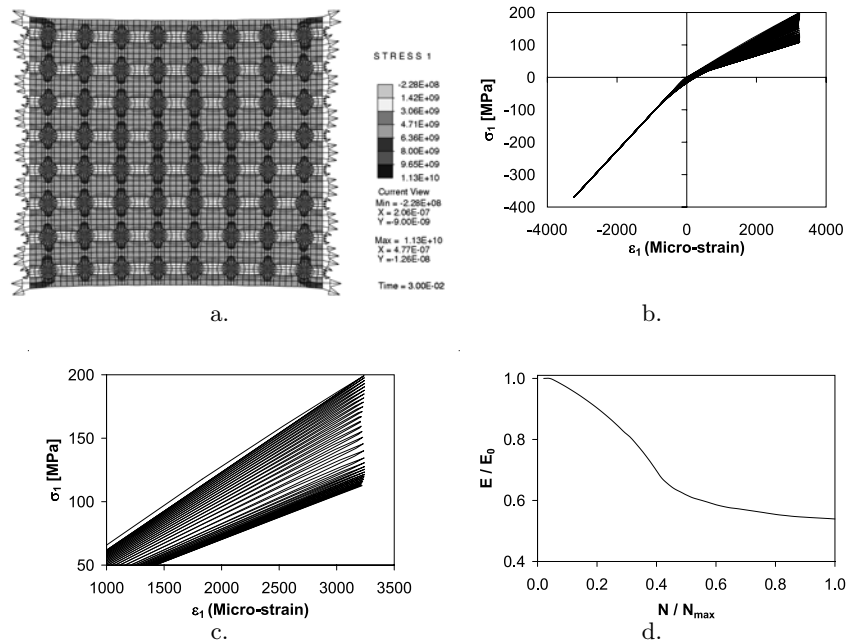 STRESS 1
-2.28E+08
1.42E+09
3.06E+09
4.71E+09
6.36E+09
8.00E+09
9.65E+09
1.13E+10
Current View
Min = -2.28E+08
X = 2.06E-07
Y =-9.00E-09
Max = 1.13E+10
X = 4.77E-07
Y =-1.26E-08
Time = 3.00E-02
a.
σ₁ [MPa]
200
100
0
-100
-200
-300
-400
-4000 -2000 0 2000 4000
ε₁ (Micro-strain)
b.
σ₁ [MPa]
200
150
100
50
1000 1500 2000 2500 3000 3500
ε₁ (Micro-strain)
c.
E / E₀
1.0
0.8
0.6
0.4
0.0 0.2 0.4 0.6 0.8 1.0
N / Nmax
d.